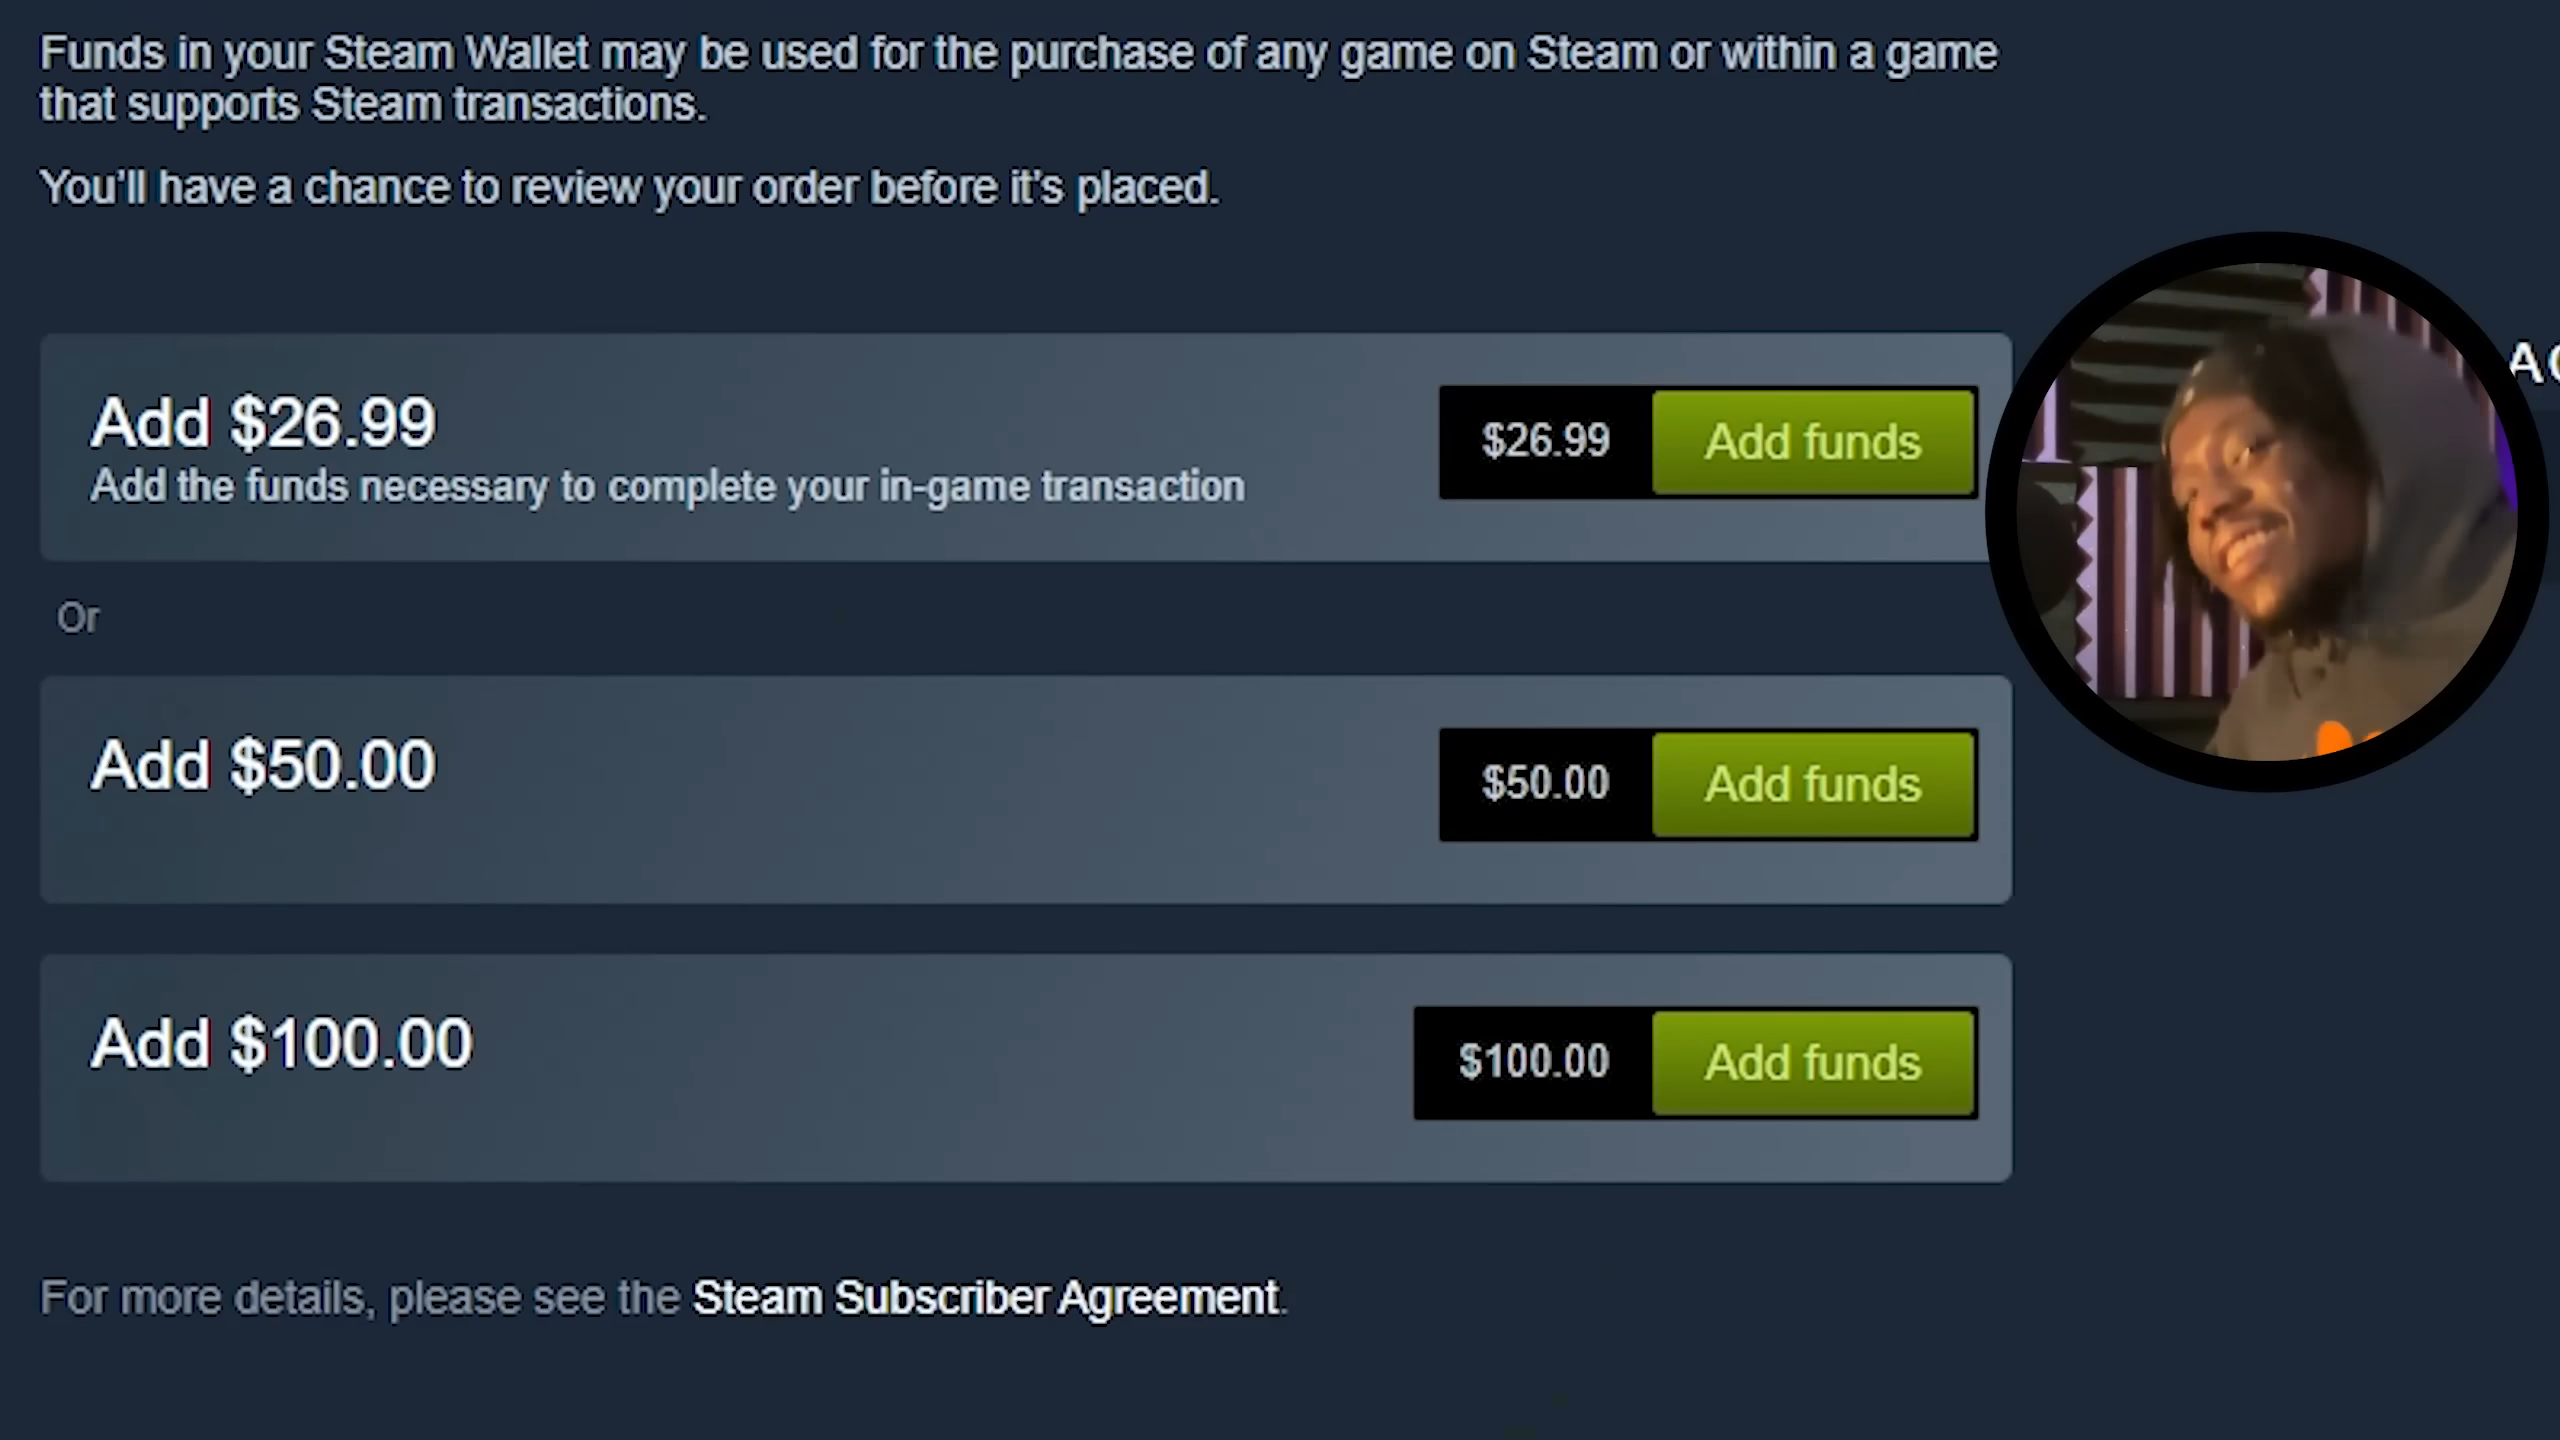 Funds in your Steam Wallet may be used for the purchase of any game on Steam or within a game
that supports Steam transactions.
You'll have a chance to review your order before it's placed.
Add $26.99
Add the funds necessary to complete your in-game transaction
$26.99 Add funds
Or
Add $50.00
$50.00 Add funds
Add $100.00
$100.00 Add funds
For more details, please see the Steam Subscriber Agreement.